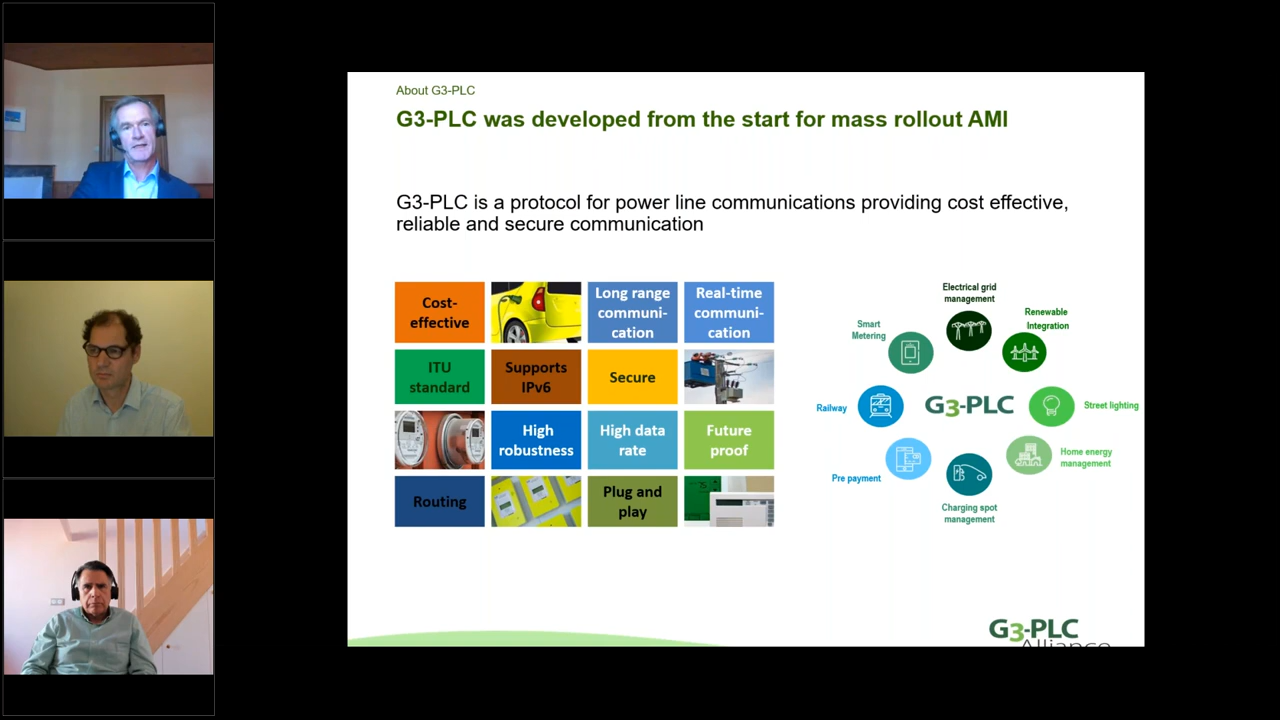 About G3-PLC
G3-PLC was developed from the start for mass rollout AMI
G3-PLC is a protocol for power line communications providing cost effective,
reliable and secure communication
Cost-
effective
Long range
communi-
cation
Real-time
communi-
cation
ITU
standard
Supports
IPv6
Secure
High
robustness
High data
rate
Future
proof
Routing
Plug and
play
Electrical grid
management
Renewable
Integration
Smart
Metering
Railway
G3-PLC
Street lighting
Home energy
management
Pre payment
Charging spot
management
G3-PLC
Alliance